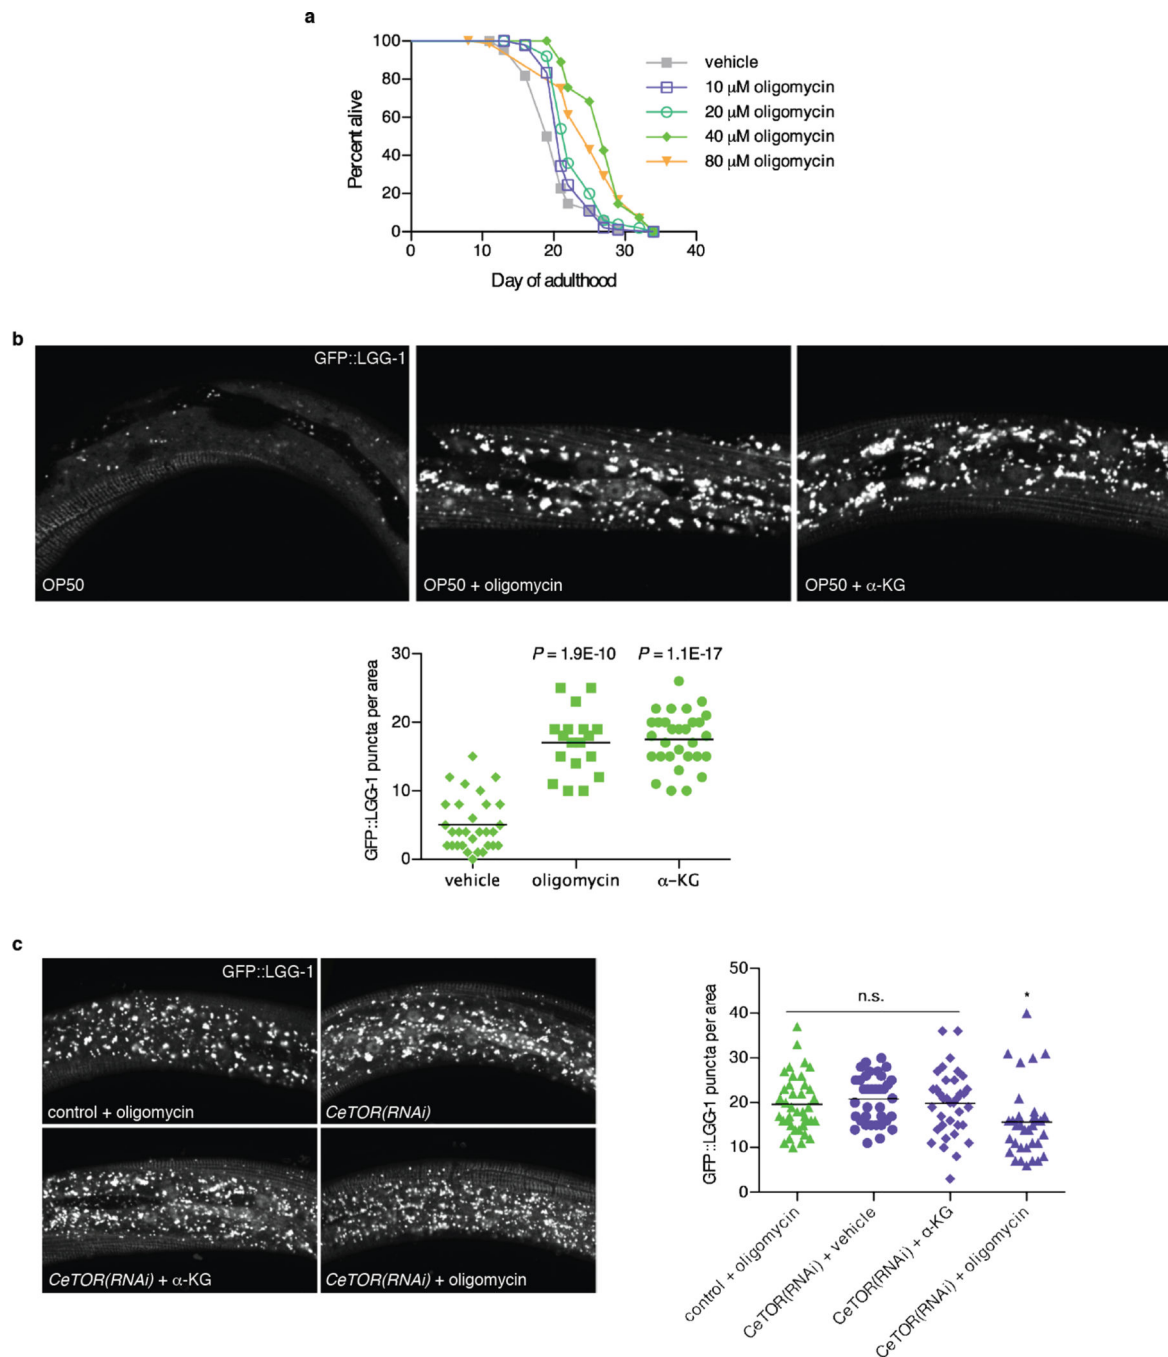 a
100
80
60
40
20
0
Percent alive
0 10 20 30 40
Day of adulthood
vehicle
10 μM oligomycin
20 μM oligomycin
40 μM oligomycin
80 μM oligomycin
b
GFP::LGG-1
OP50
OP50 + oligomycin
OP50 + α-KG
30
20
10
0
GFP::LGG-1 puncta per area
P = 1.9E-10
P = 1.1E-17
vehicle
oligomycin
α-KG
c
GFP::LGG-1
control + oligomycin
CeTOR(RNAi)
CeTOR(RNAi) + α-KG
CeTOR(RNAi) + oligomycin
50
40
30
20
10
0
GFP::LGG-1 puncta per area
n.s.
*
control + oligomycin
CeTOR(RNAi) + vehicle
CeTOR(RNAi) + α-KG
CeTOR(RNAi) + oligomycin